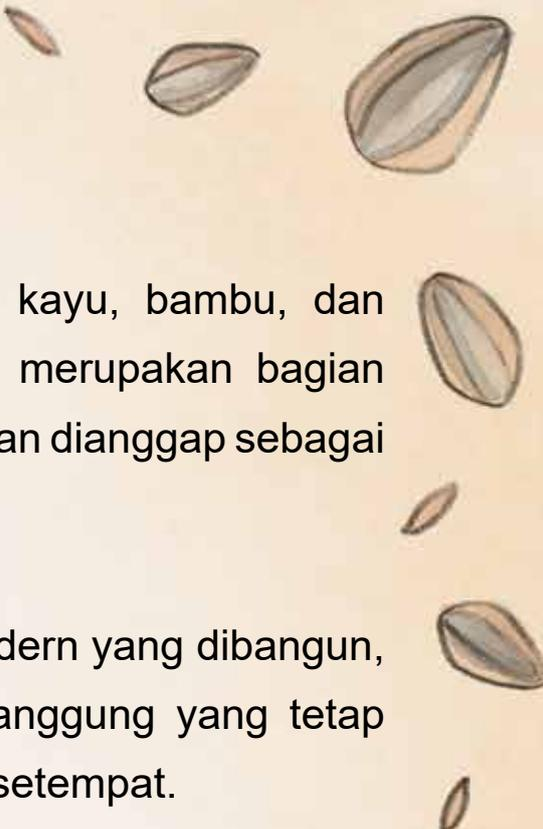 kayu, bambu, dan
merupakan bagian
an dianggap sebagai
dern yang dibangun,
anggung yang tetap
setempat.